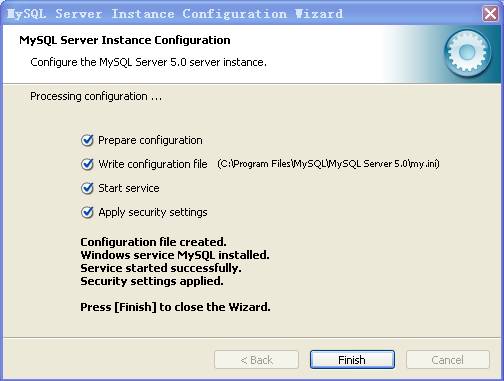 MySQL Server Instance Configuration Wizard
MySQL Server Instance Configuration
Configure the MySQL Server 5.0 server instance.
Processing configuration ...
Prepare configuration
Write configuration file (C:\Program Files\MySQL\MySQL Server 5.0\my.ini)
Start service
Apply security settings
Configuration file created.
Windows service MySQL installed.
Service started successfully.
Security settings applied.
Press [Finish] to close the Wizard.
< Back Finish Cancel